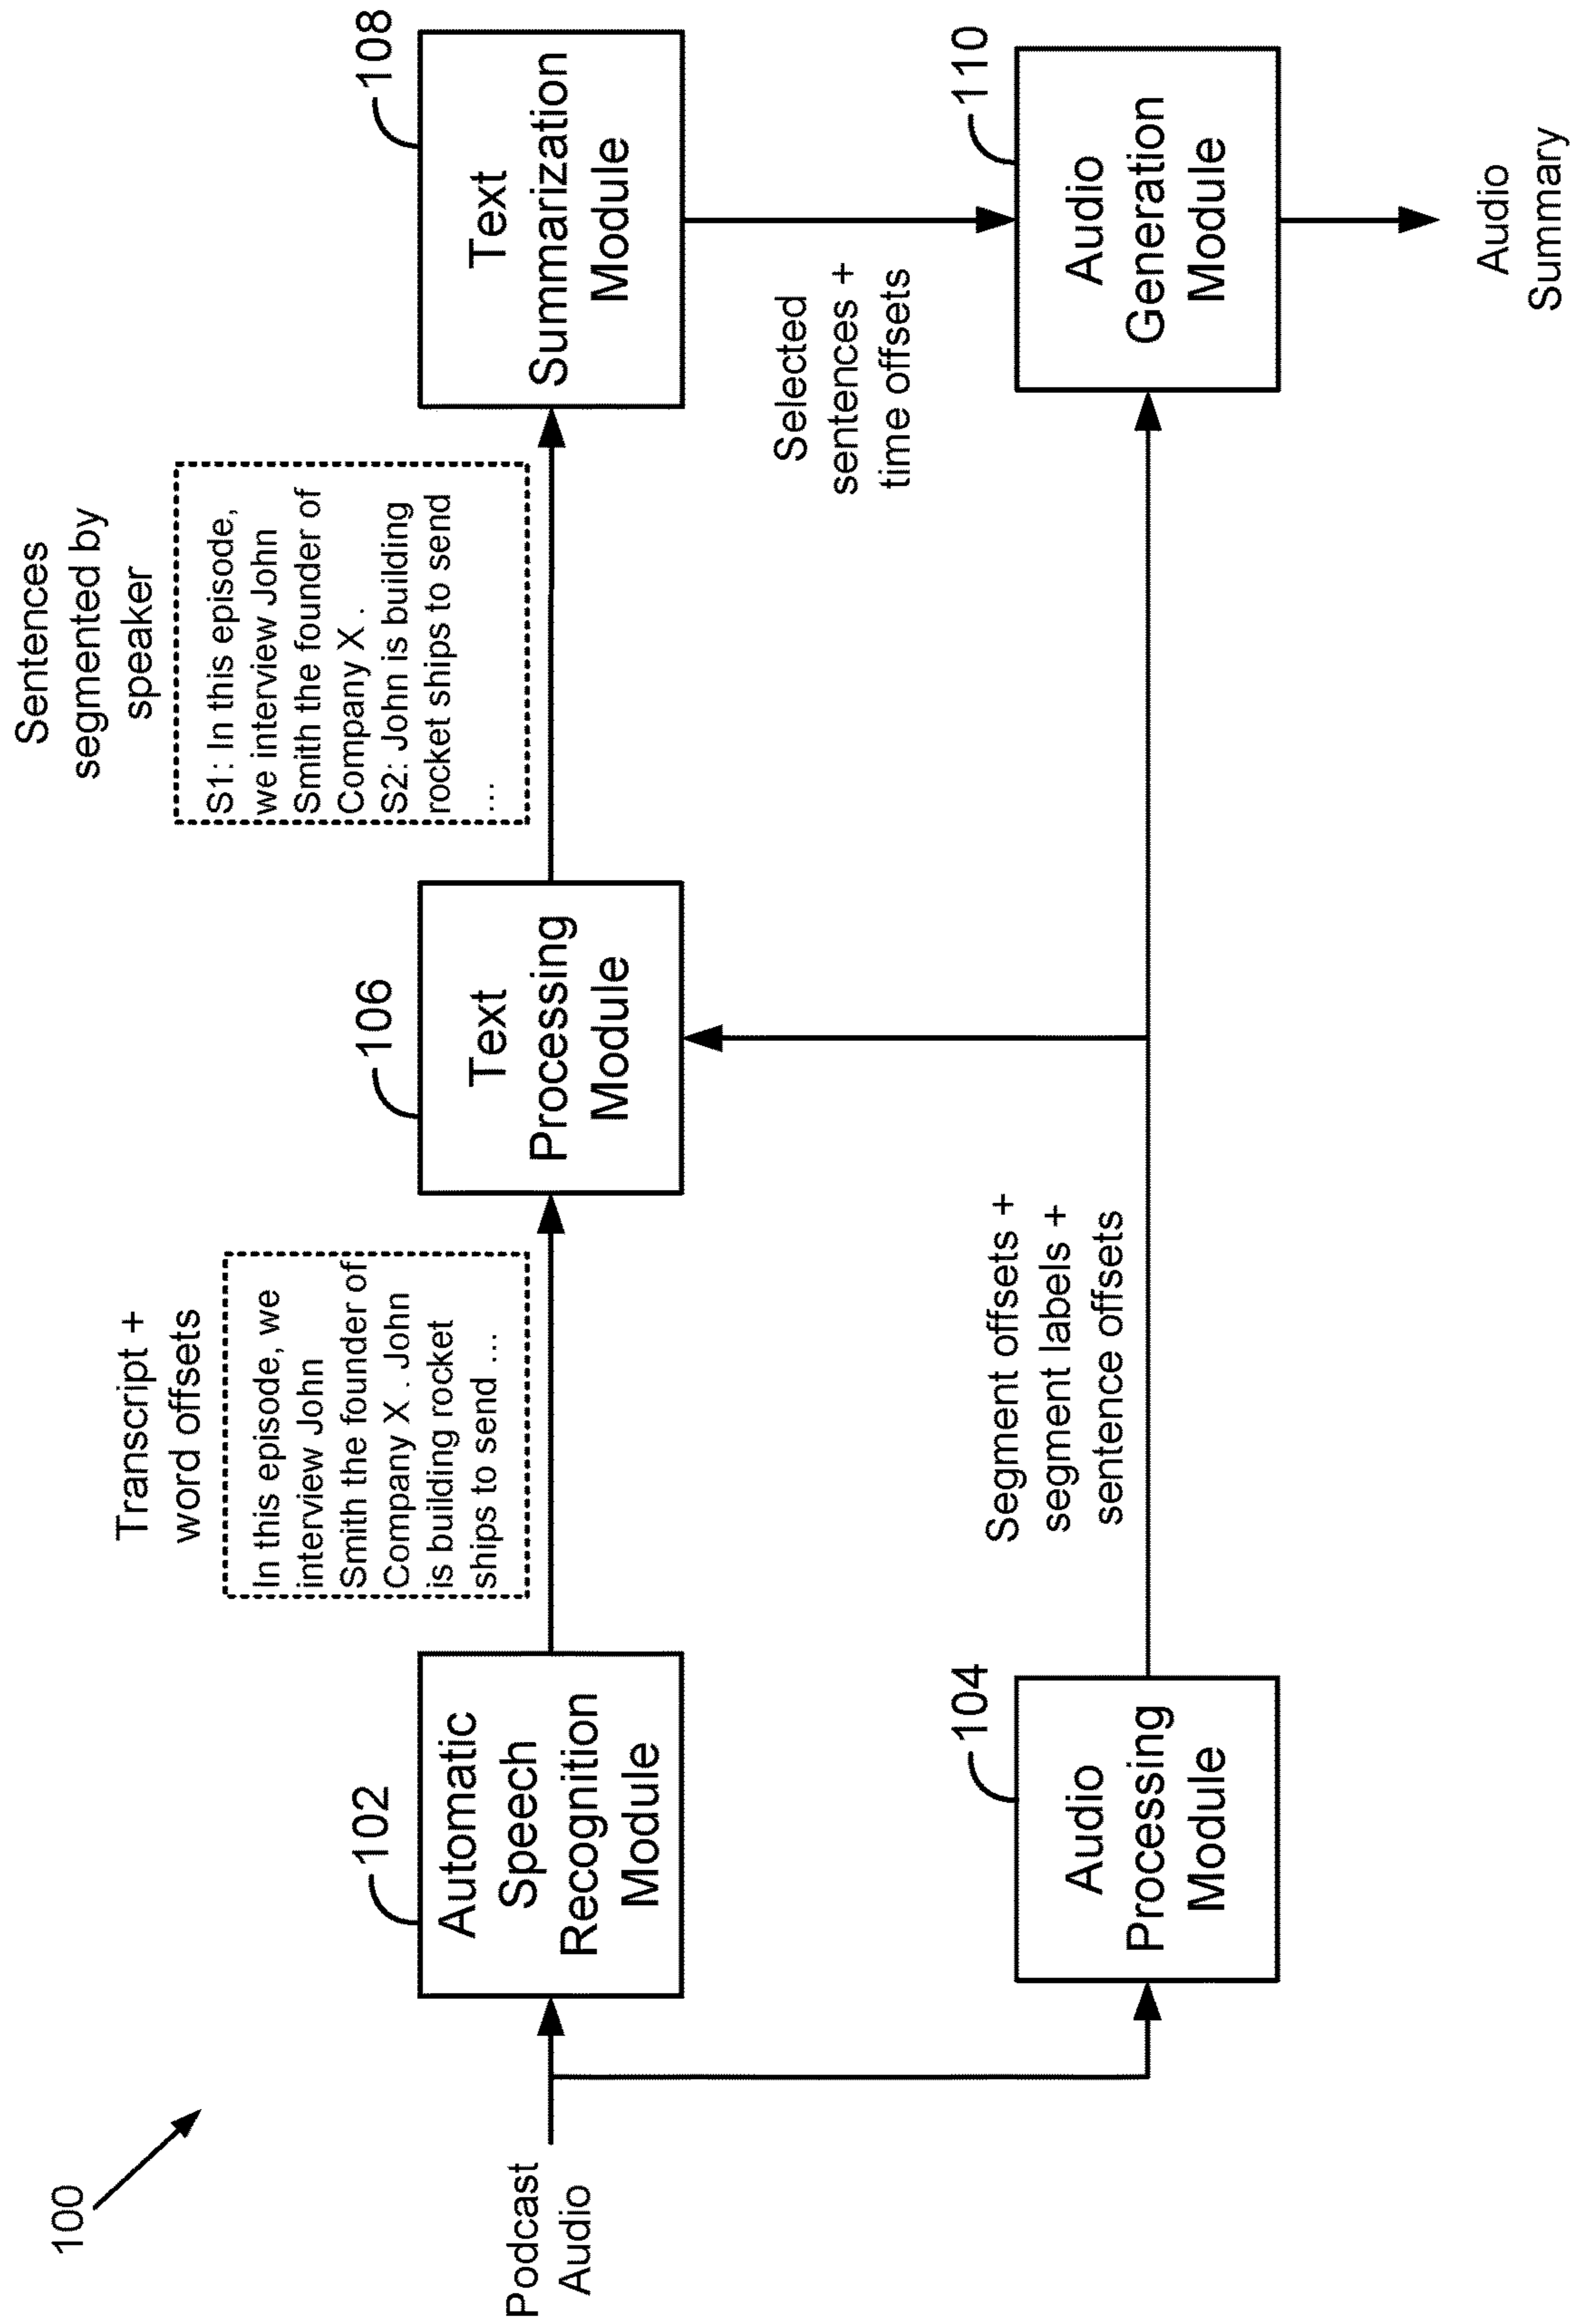 100
Podcast
Audio
102
Automatic
Speech
Recognition
Module
Transcript +
word offsets
In this episode, we
interview John
Smith the founder of
Company X . John
is building rocket
ships to send ...
106
Text
Processing
Module
Sentences
segmented by
speaker
S1: In this episode,
we interview John
Smith the founder of
Company X .
S2: John is building
rocket ships to send
...
108
Text
Summarization
Module
104
Audio
Processing
Module
Segment offsets +
segment labels +
sentence offsets
Selected
sentences +
time offsets
110
Audio
Generation
Module
Audio
Summary